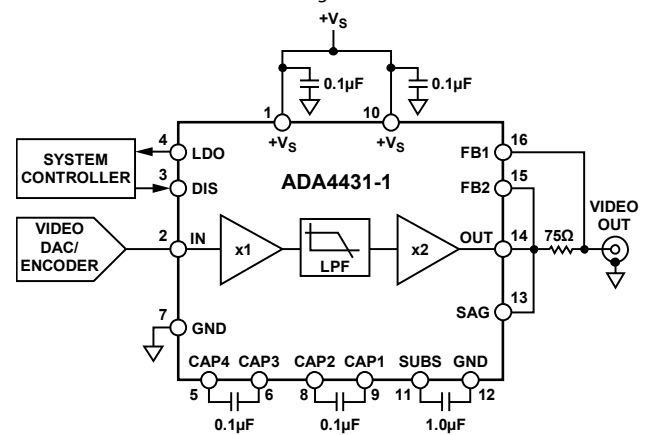 +VS
0.1µF
0.1µF
1
10
+VS
+VS
4
LDO
SYSTEM
CONTROLLER
3
DIS
ADA4431-1
FB1
16
FB2
15
VIDEO
DAC/
ENCODER
2
IN
x1
LPF
x2
OUT
14
75Ω
VIDEO
OUT
SAG
13
7
GND
CAP4
CAP3
CAP2
CAP1
SUBS
GND
5
6
8
9
11
12
0.1µF
0.1µF
1.0µF